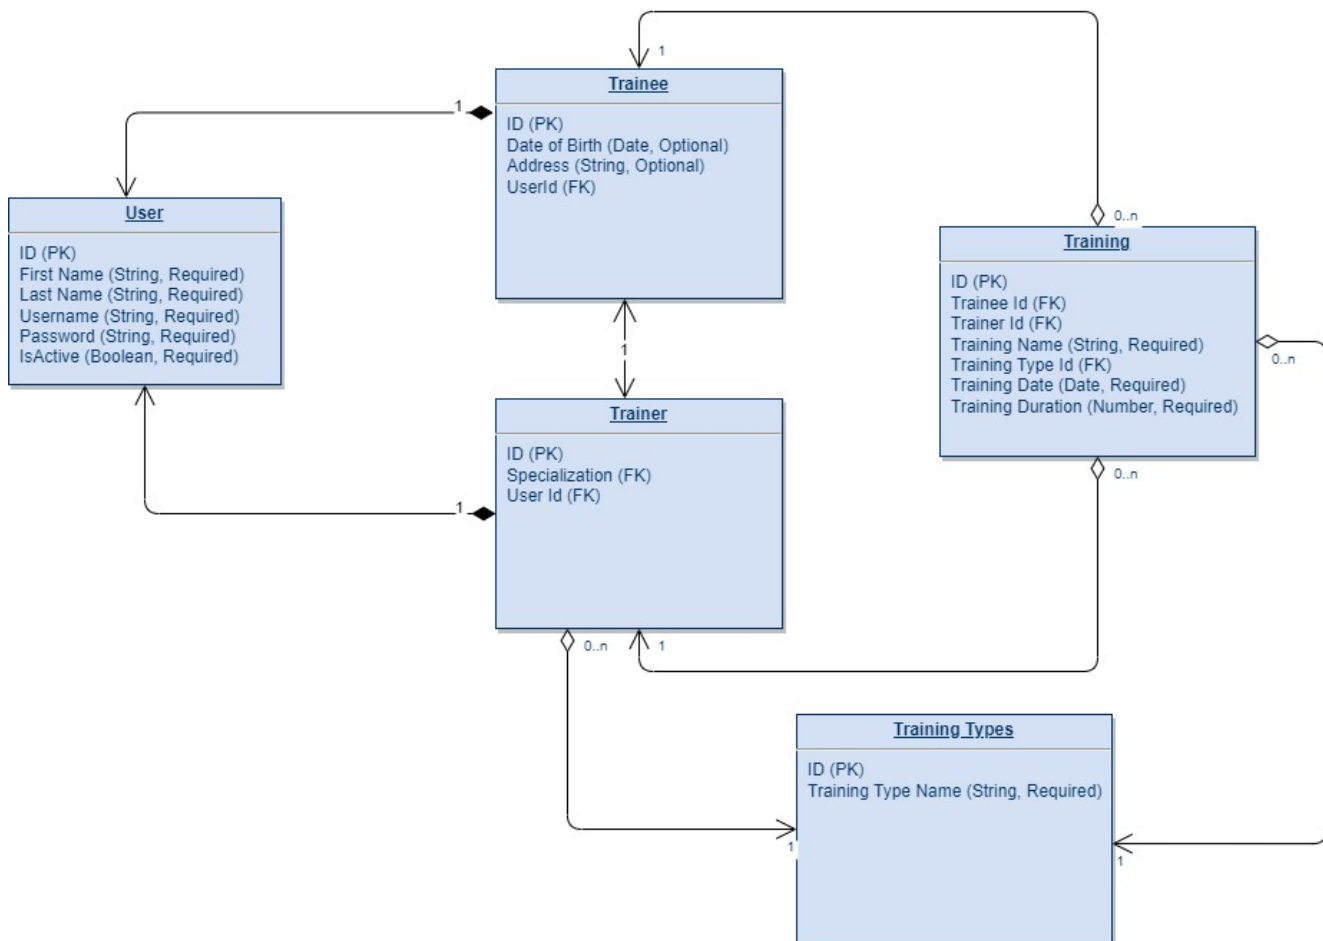 1
Trainee
ID (PK)
Date of Birth (Date, Optional)
Address (String, Optional)
UserId (FK)
1
User
ID (PK)
First Name (String, Required)
Last Name (String, Required)
Username (String, Required)
Password (String, Required)
IsActive (Boolean, Required)
0..n
Training
ID (PK)
Trainee Id (FK)
Trainer Id (FK)
Training Name (String, Required)
Training Type Id (FK)
Training Date (Date, Required)
Training Duration (Number, Required)
0..n
0..n
1
Trainer
ID (PK)
Specialization (FK)
User Id (FK)
1
0..n
1
Training Types
ID (PK)
Training Type Name (String, Required)
1
1